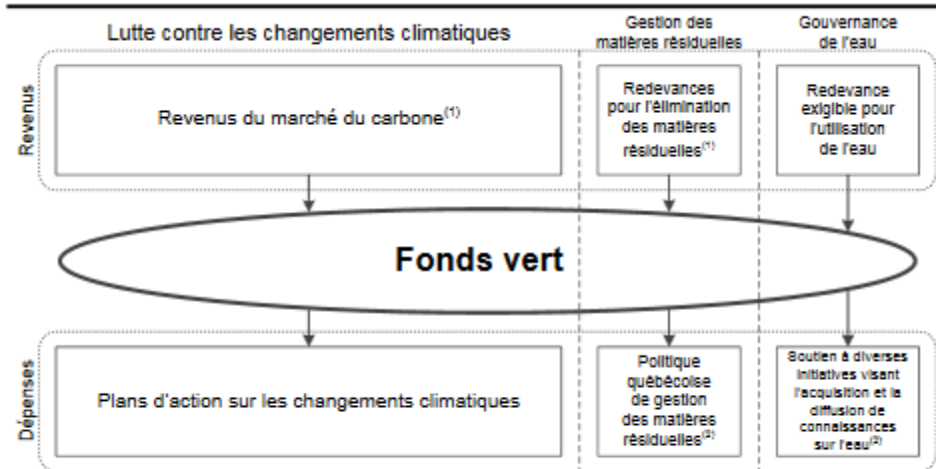 Lutte contre les changements climatiques
Gestion des
matières résiduelles
Gouvernance
de l'eau
Revenus
Revenus du marché du carbone(1)
Redevances
pour l'élimination
des matières
résiduelles(1)
Redevance
exigible pour
l'utilisation
de l'eau
Fonds vert
Dépenses
Plans d'action sur les changements climatiques
Politique
québécoise
de gestion
des matières
résiduelles(2)
Soutien à diverses
initiatives visant
l'acquisition et la
diffusion de
connaissances
sur l'eau(2)